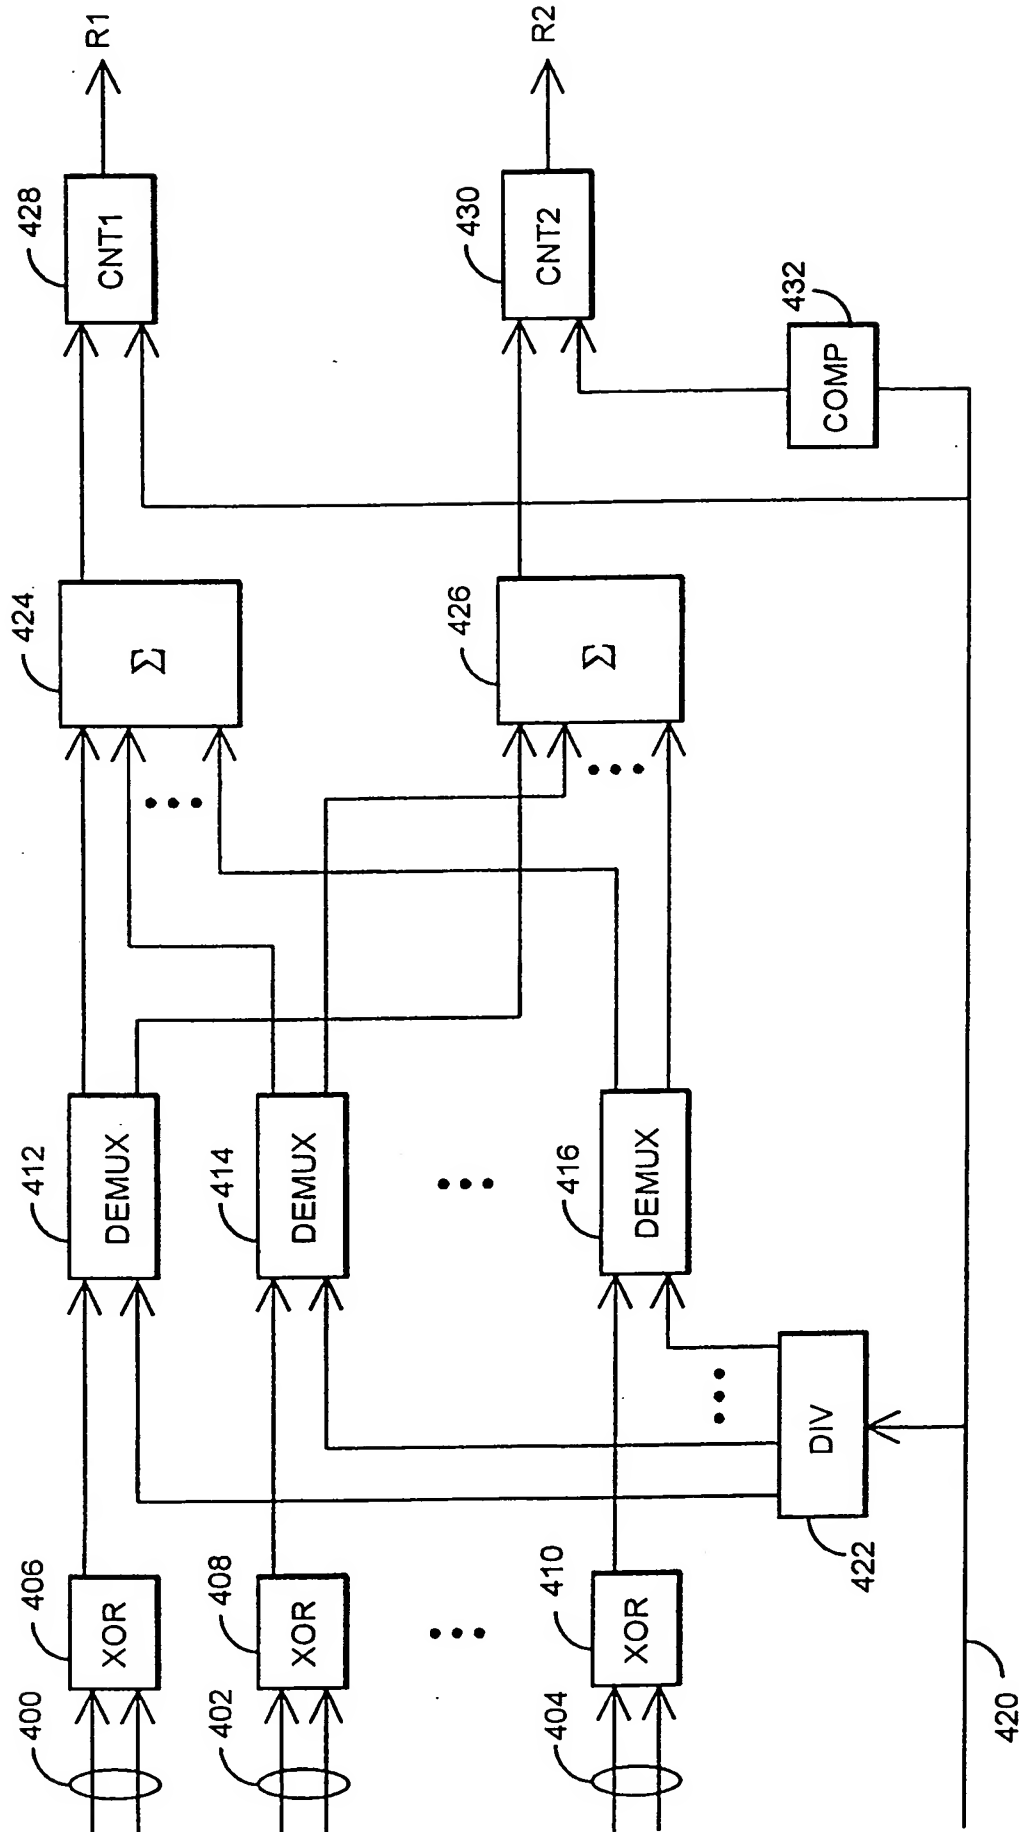 400
XOR
406
412
DEMUX
424
Σ
428
CNT1
R1
402
XOR
408
414
DEMUX
426
Σ
430
CNT2
R2
404
XOR
410
416
DEMUX
DIV
422
COMP
432
420